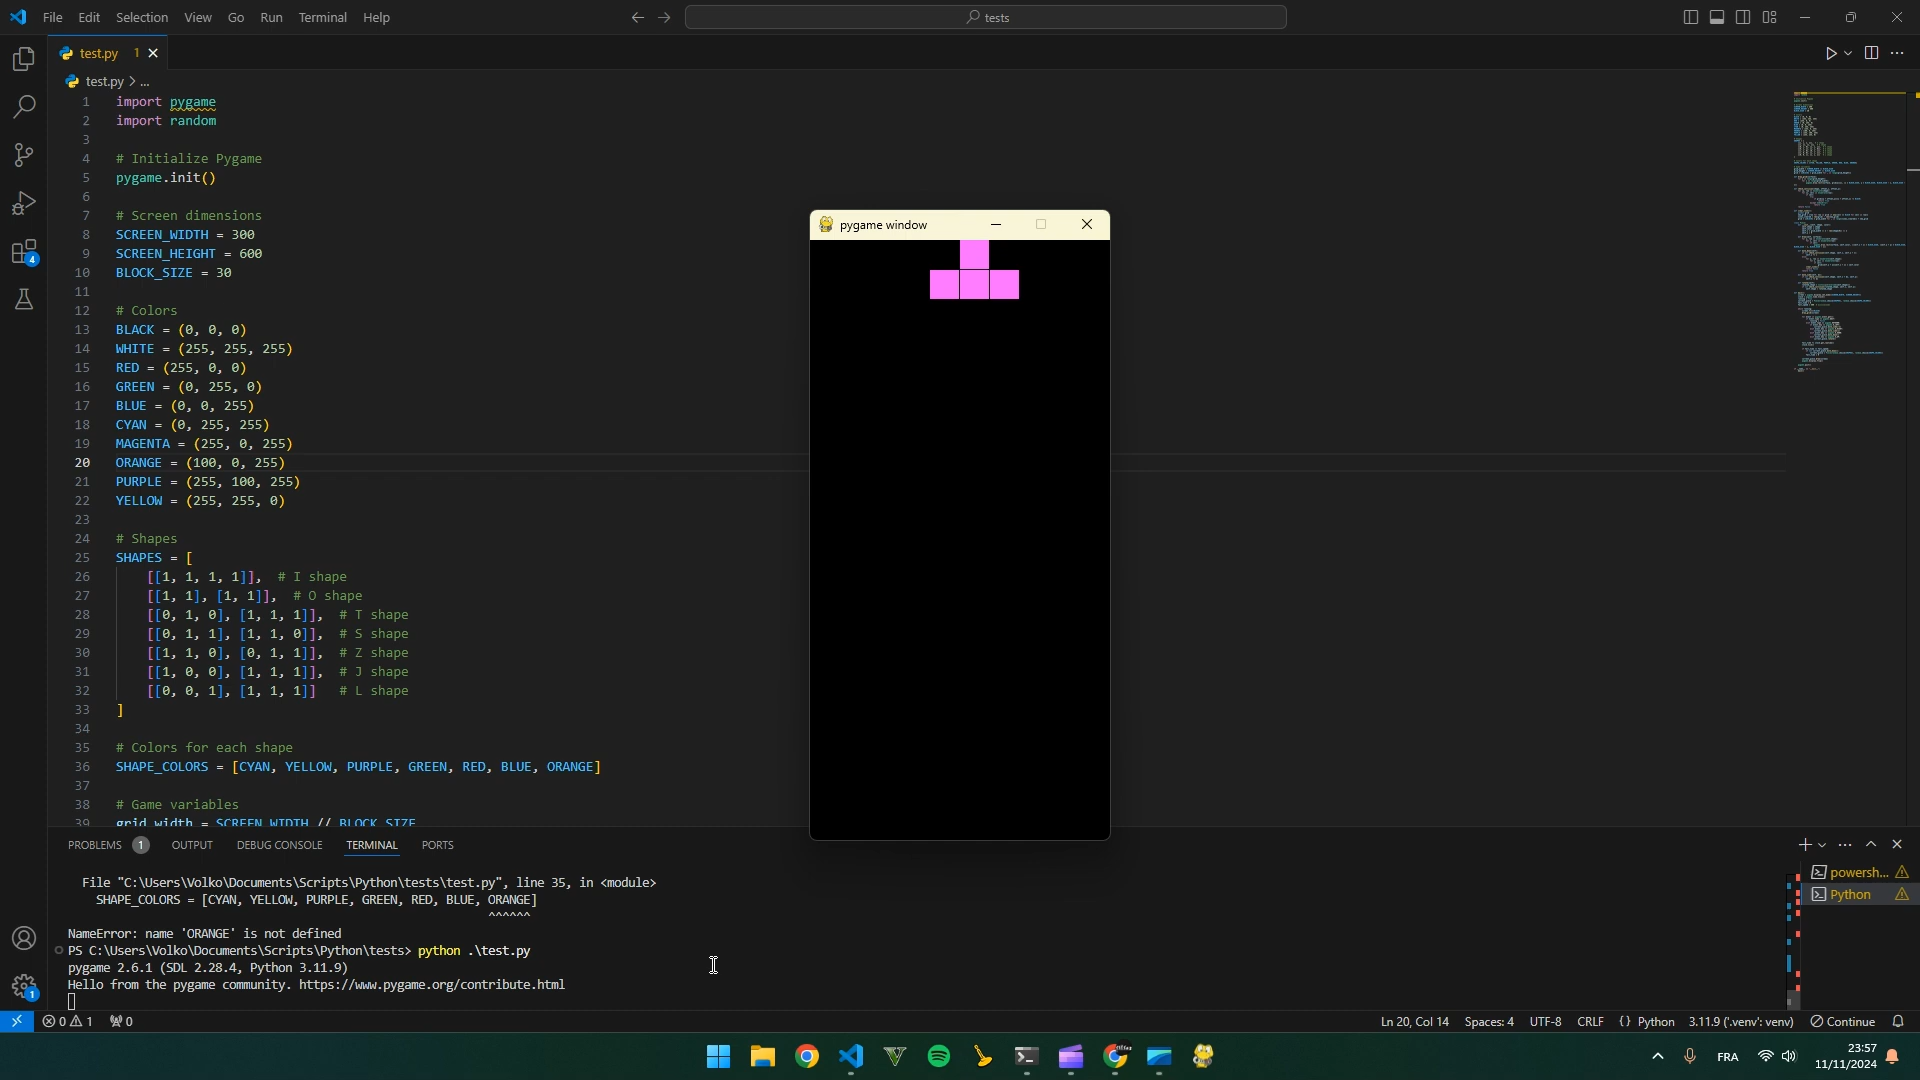 File Edit Selection View Go Run Terminal Help
tests
test.py 1
test.py > ...
1 import pygame
2 import random
3
4 # Initialize Pygame
5 pygame.init()
6
7 # Screen dimensions
8 SCREEN_WIDTH = 300
9 SCREEN_HEIGHT = 600
10 BLOCK_SIZE = 30
11
12 # Colors
13 BLACK = (0, 0, 0)
14 WHITE = (255, 255, 255)
15 RED = (255, 0, 0)
16 GREEN = (0, 255, 0)
17 BLUE = (0, 0, 255)
18 CYAN = (0, 255, 255)
19 MAGENTA = (255, 0, 255)
20 ORANGE = (100, 0, 255)
21 PURPLE = (255, 100, 255)
22 YELLOW = (255, 255, 0)
23
24 # Shapes
25 SHAPES = [
26 [[1, 1, 1, 1]], # I shape
27 [[1, 1], [1, 1]], # O shape
28 [[0, 1, 0], [1, 1, 1]], # T shape
29 [[0, 1, 1], [1, 1, 0]], # S shape
30 [[1, 1, 0], [0, 1, 1]], # Z shape
31 [[1, 0, 0], [1, 1, 1]], # J shape
32 [[0, 0, 1], [1, 1, 1]] # L shape
33 ]
34
35 # Colors for each shape
36 SHAPE_COLORS = [CYAN, YELLOW, PURPLE, GREEN, RED, BLUE, ORANGE]
37
38 # Game variables
39 grid_width = SCREEN_WIDTH // BLOCK_SIZE
pygame window
4
1
PROBLEMS 1 OUTPUT DEBUG CONSOLE TERMINAL PORTS
File "C:\Users\Volko\Documents\Scripts\Python\tests\test.py", line 35, in <module>
SHAPE_COLORS = [CYAN, YELLOW, PURPLE, GREEN, RED, BLUE, ORANGE]
^^^^^^
NameError: name 'ORANGE' is not defined
PS C:\Users\Volko\Documents\Scripts\Python\tests> python .\test.py
pygame 2.6.1 (SDL 2.28.4, Python 3.11.9)
Hello from the pygame community. https://www.pygame.org/contribute.html
powersh...
Python
0 1 0
Ln 20, Col 14 Spaces: 4 UTF-8 CRLF {} Python 3.11.9 ('.venv': venv) Continue
FRA
23:57
11/11/2024